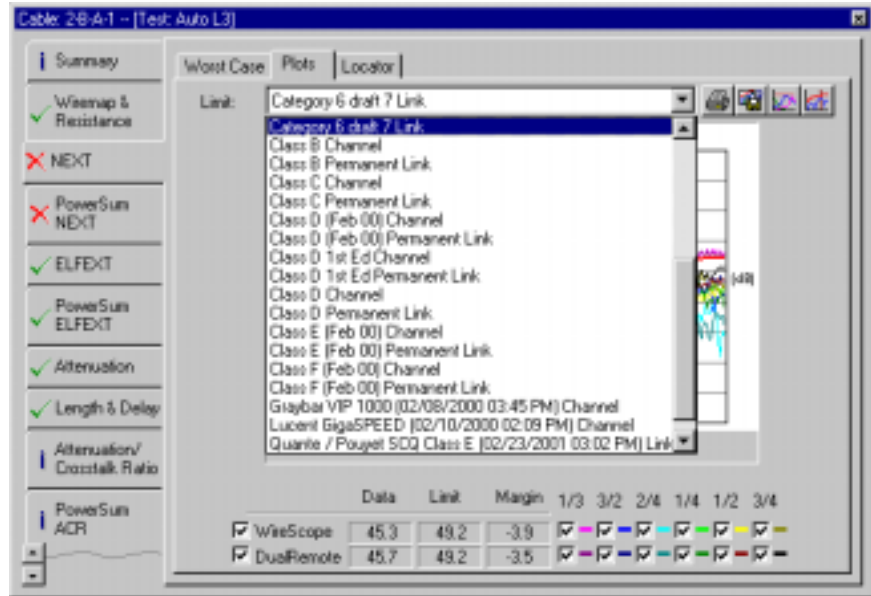 Cable: 2-B-A-1 -- [Test: Auto L3]
Summary
Wiremap &
Resistance
NEXT
PowerSum
NEXT
ELFEXT
PowerSum
ELFEXT
Attenuation
Length & Delay
Attenuation/
Crosstalk Ratio
PowerSum
ACR
Worst Case Plots Locator
Limit: Category 6 draft 7 Link
Category 6 draft 7 Link
Class B Channel
Class B Permanent Link
Class C Channel
Class C Permanent Link
Class D (Feb 00) Channel
Class D (Feb 00) Permanent Link
Class D 1st Ed Channel
Class D 1st Ed Permanent Link
Class D Channel
Class D Permanent Link
Class E (Feb 00) Channel
Class E (Feb 00) Permanent Link
Class F (Feb 00) Channel
Class F (Feb 00) Permanent Link
Graybar VIP 1000 (02/08/2000 03:45 PM) Channel
Lucent GigaSPEED (02/10/2000 02:09 PM) Channel
Quante / Pouyet SCQ Class E (02/23/2001 03:02 PM) Link
(dB)
Data Limit Margin 1/3 3/2 2/4 1/4 1/2 3/4
WireScope 45.3 49.2 -3.9
DualRemote 45.7 49.2 -3.5